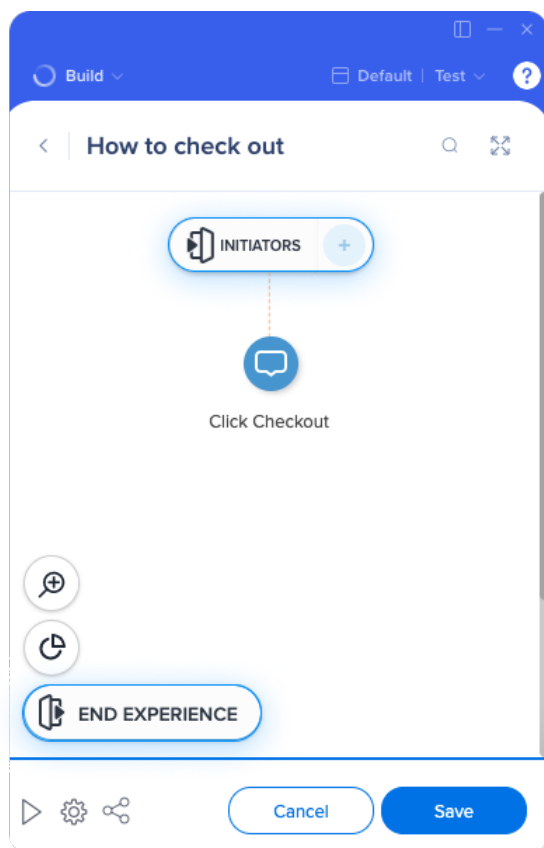 Build
Default | Test
?
How to check out
INITIATORS
+
Click Checkout
END EXPERIENCE
Cancel
Save